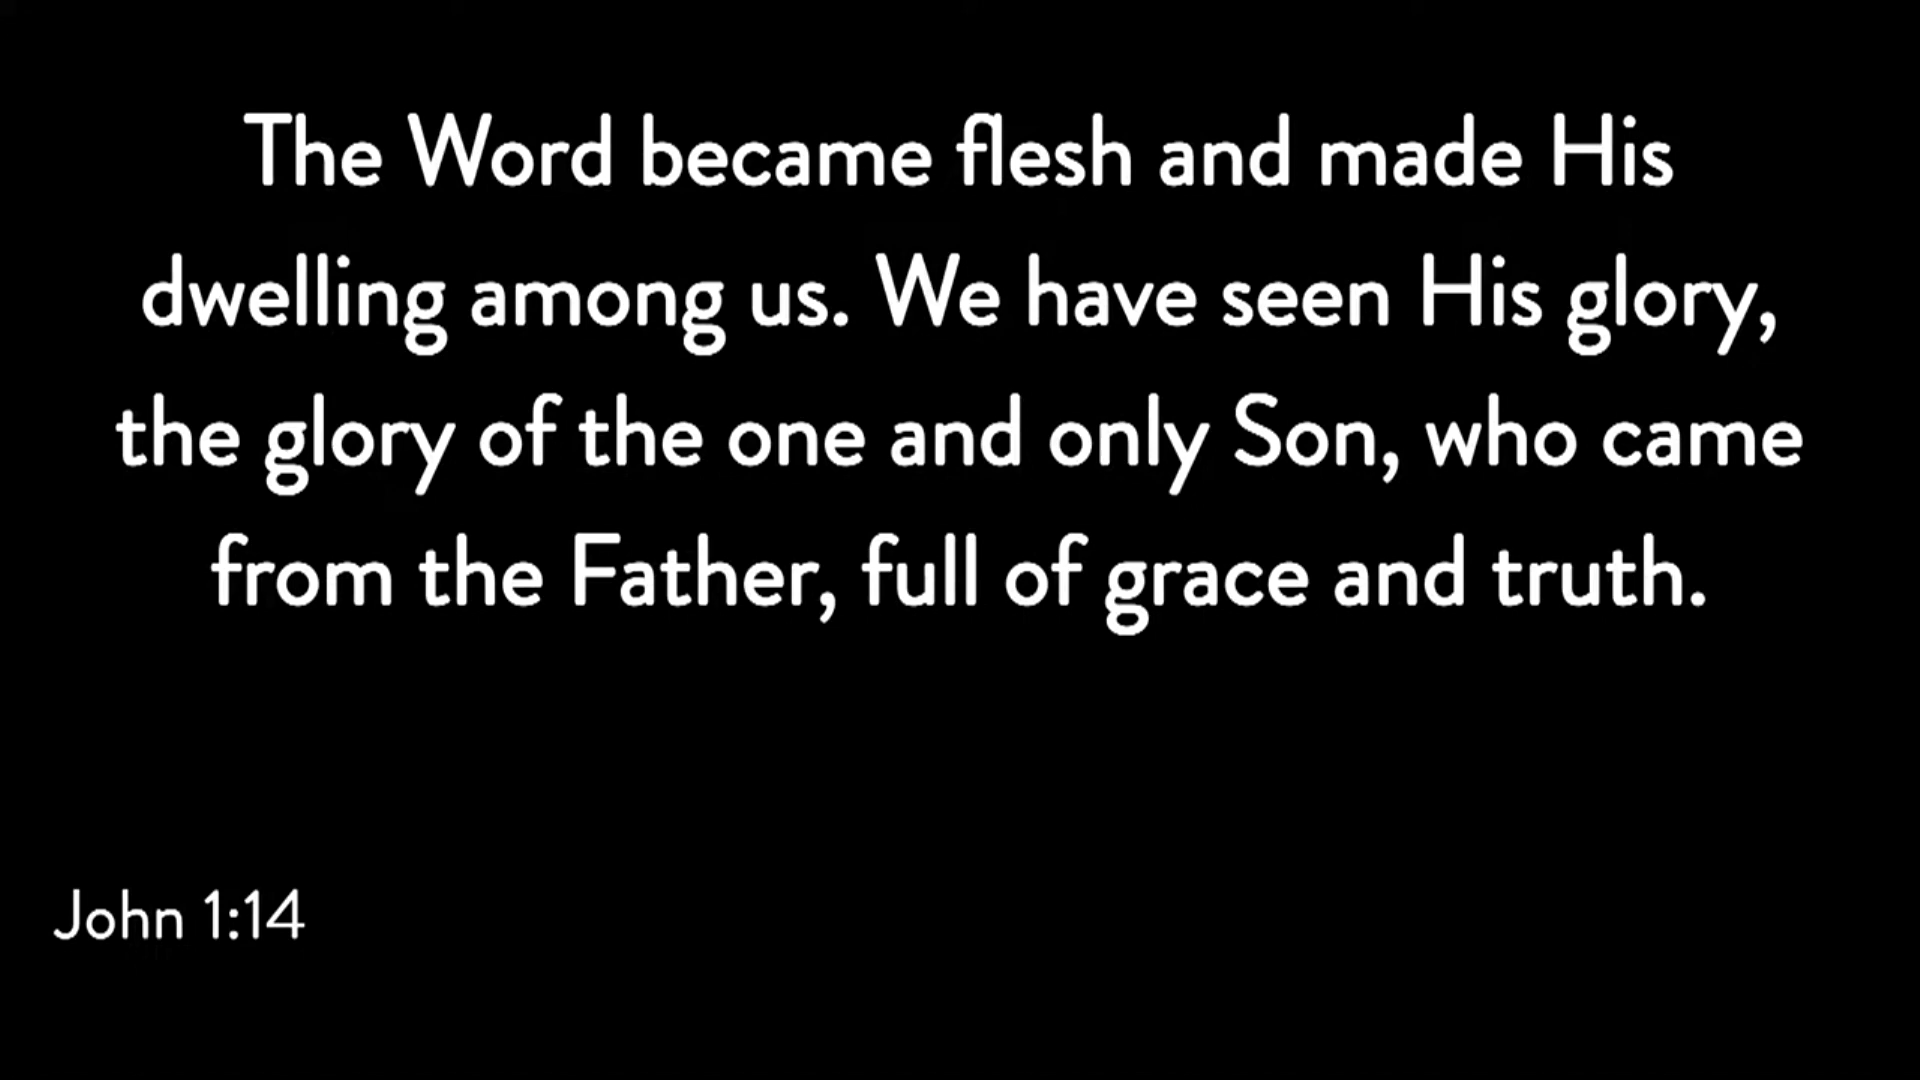 The Word became flesh and made His
dwelling among us. We have seen His glory,
the glory of the one and only Son, who came
from the Father, full of grace and truth.
John 1:14